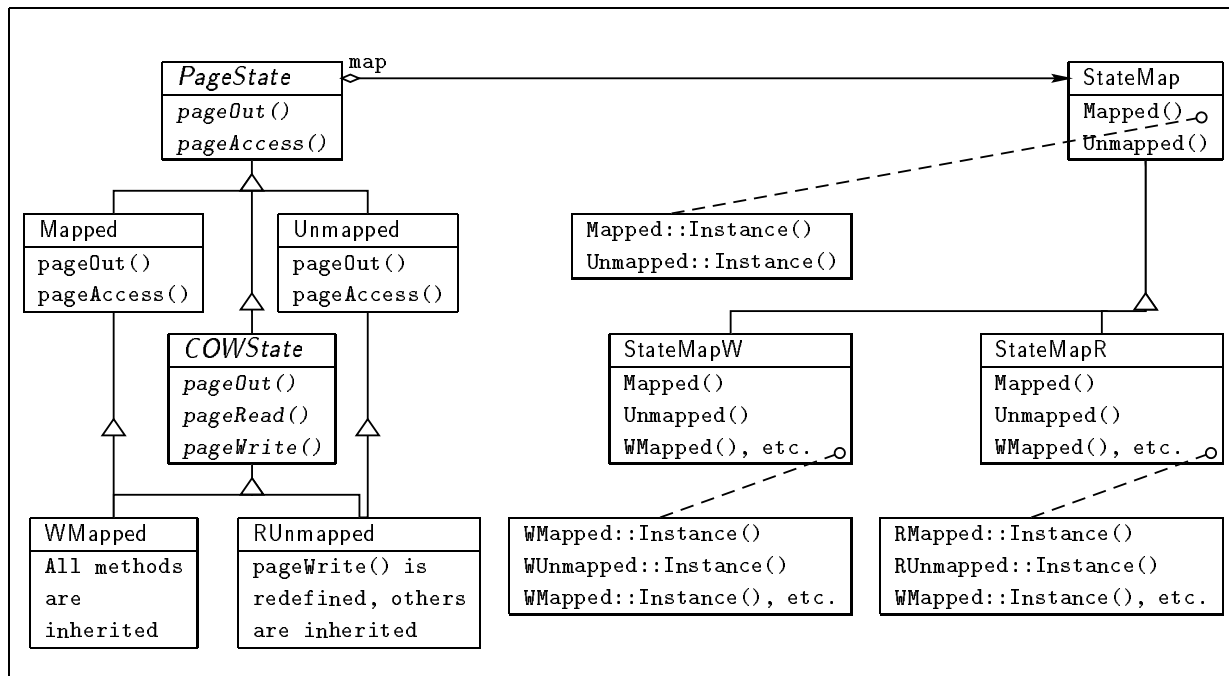 map
PageState
pageOut()
pageAccess()
StateMap
Mapped()
Unmapped()
Mapped
pageOut()
pageAccess()
Unmapped
pageOut()
pageAccess()
Mapped::Instance()
Unmapped::Instance()
COWState
pageOut()
pageRead()
pageWrite()
StateMapW
Mapped()
Unmapped()
WMapped(), etc.
StateMapR
Mapped()
Unmapped()
WMapped(), etc.
WMapped
All methods
are
inherited
RUnmapped
pageWrite() is
redefined, others
are inherited
WMapped::Instance()
WUnmapped::Instance()
WMapped::Instance(), etc.
RMapped::Instance()
RUnmapped::Instance()
WMapped::Instance(), etc.